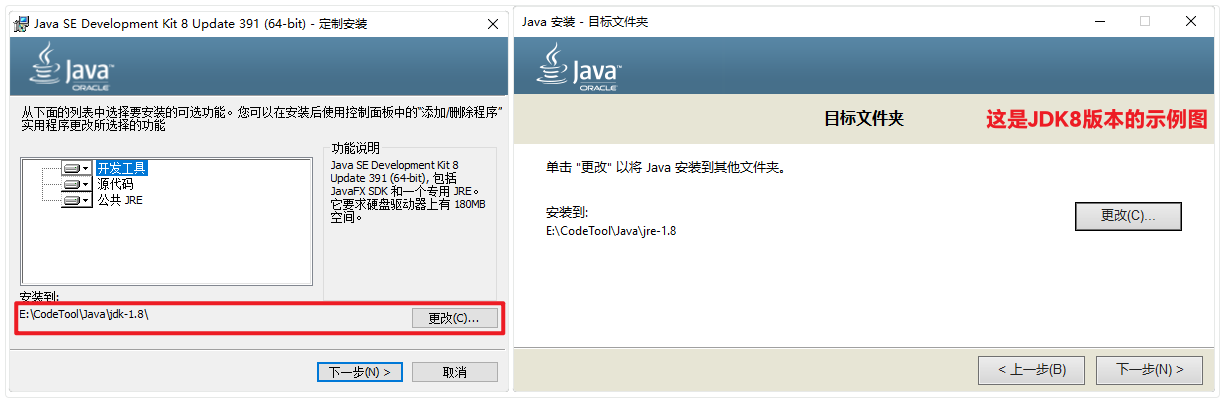 Java SE Development Kit 8 Update 391 (64-bit) - 定制安装
Java™
ORACLE
从下面的列表中选择要安装的可选功能。您可以在安装后使用控制面板中的“添加/删除程序”
实用程序更改所选择的功能
开发工具
源代码
公共 JRE
功能说明
Java SE Development Kit 8
Update 391 (64-bit), 包括
JavaFX SDK 和一个专用 JRE。
它要求硬盘驱动器上有 180MB
空间。
安装到:
E:\CodeTool\Java\jdk-1.8\
更改(C)...
下一步(N) >
取消
Java 安装 - 目标文件夹
Java™
ORACLE
目标文件夹
这是JDK8版本的示例图
单击 "更改" 以将 Java 安装到其他文件夹。
安装到:
E:\CodeTool\Java\jre-1.8
更改(C)...
< 上一步(B)
下一步(N) >